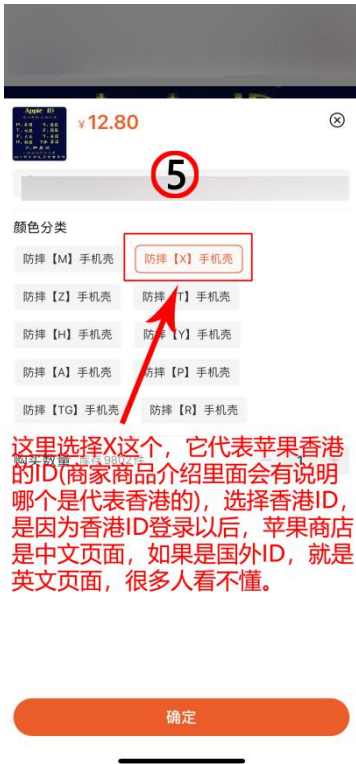 Apple ID
¥12.80
⑤
颜色分类
防摔【M】手机壳
防摔【X】手机壳
防摔【Z】手机壳
防摔【T】手机壳
防摔【H】手机壳
防摔【Y】手机壳
防摔【A】手机壳
防摔【P】手机壳
防摔【TG】手机壳
防摔【R】手机壳
购买数量
1
这里选择X这个，它代表苹果香港
的ID(商家商品介绍里面会有说明
哪个是代表香港的)，选择香港ID，
是因为香港ID登录以后，苹果商店
是中文页面，如果是国外ID，就是
英文页面，很多人看不懂。
确定